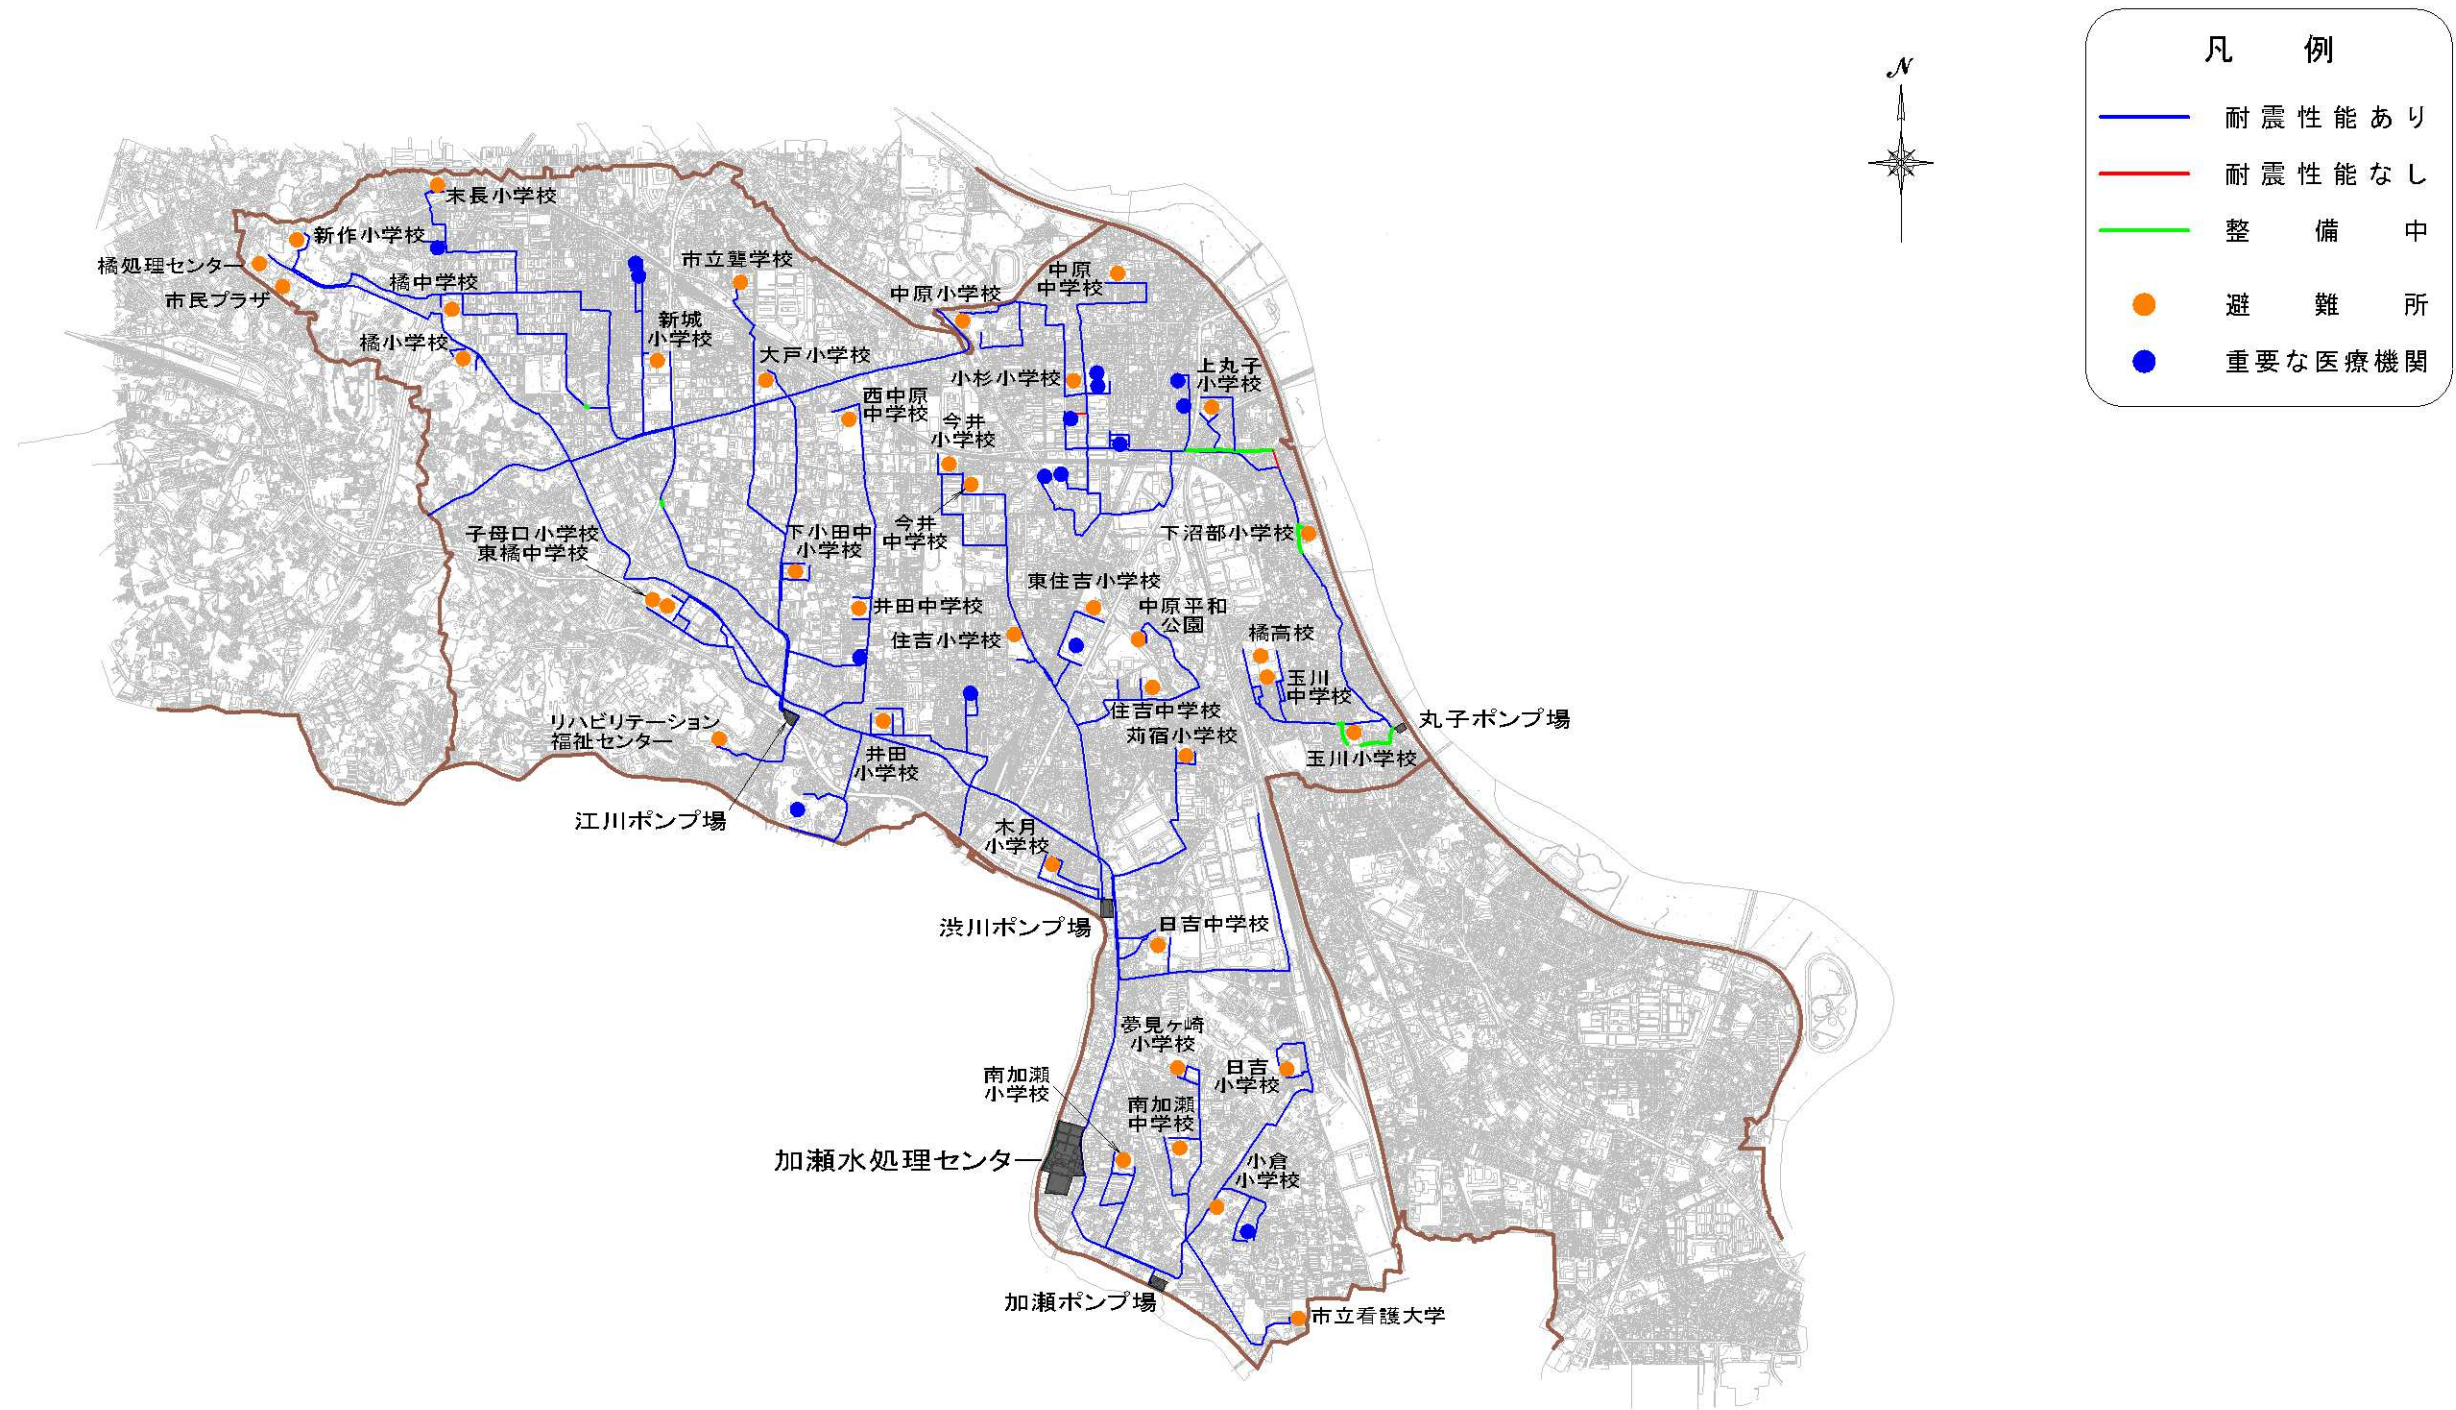 凡例
耐震性能あり
耐震性能なし
整備中
避難所
重要な医療機関
N
末長小学校
新作小学校
橘処理センター
市民プラザ
橘中学校
橘小学校
市立聾学校
新城
小学校
大戸小学校
中原小学校
中原
中学校
小杉小学校
上丸子
小学校
西中原
中学校
今井
小学校
今井
中学校
子母口小学校
東橘中学校
下小田中
小学校
下沼部小学校
井田中学校
住吉小学校
東住吉小学校
中原平和
公園
橘高校
玉川
中学校
住吉中学校
苅宿小学校
丸子ポンプ場
玉川小学校
リハビリテーション
福祉センター
井田
小学校
江川ポンプ場
木月
小学校
渋川ポンプ場
日吉中学校
夢見ヶ崎
小学校
日吉
小学校
南加瀬
小学校
南加瀬
中学校
加瀬水処理センター
小倉
小学校
加瀬ポンプ場
市立看護大学